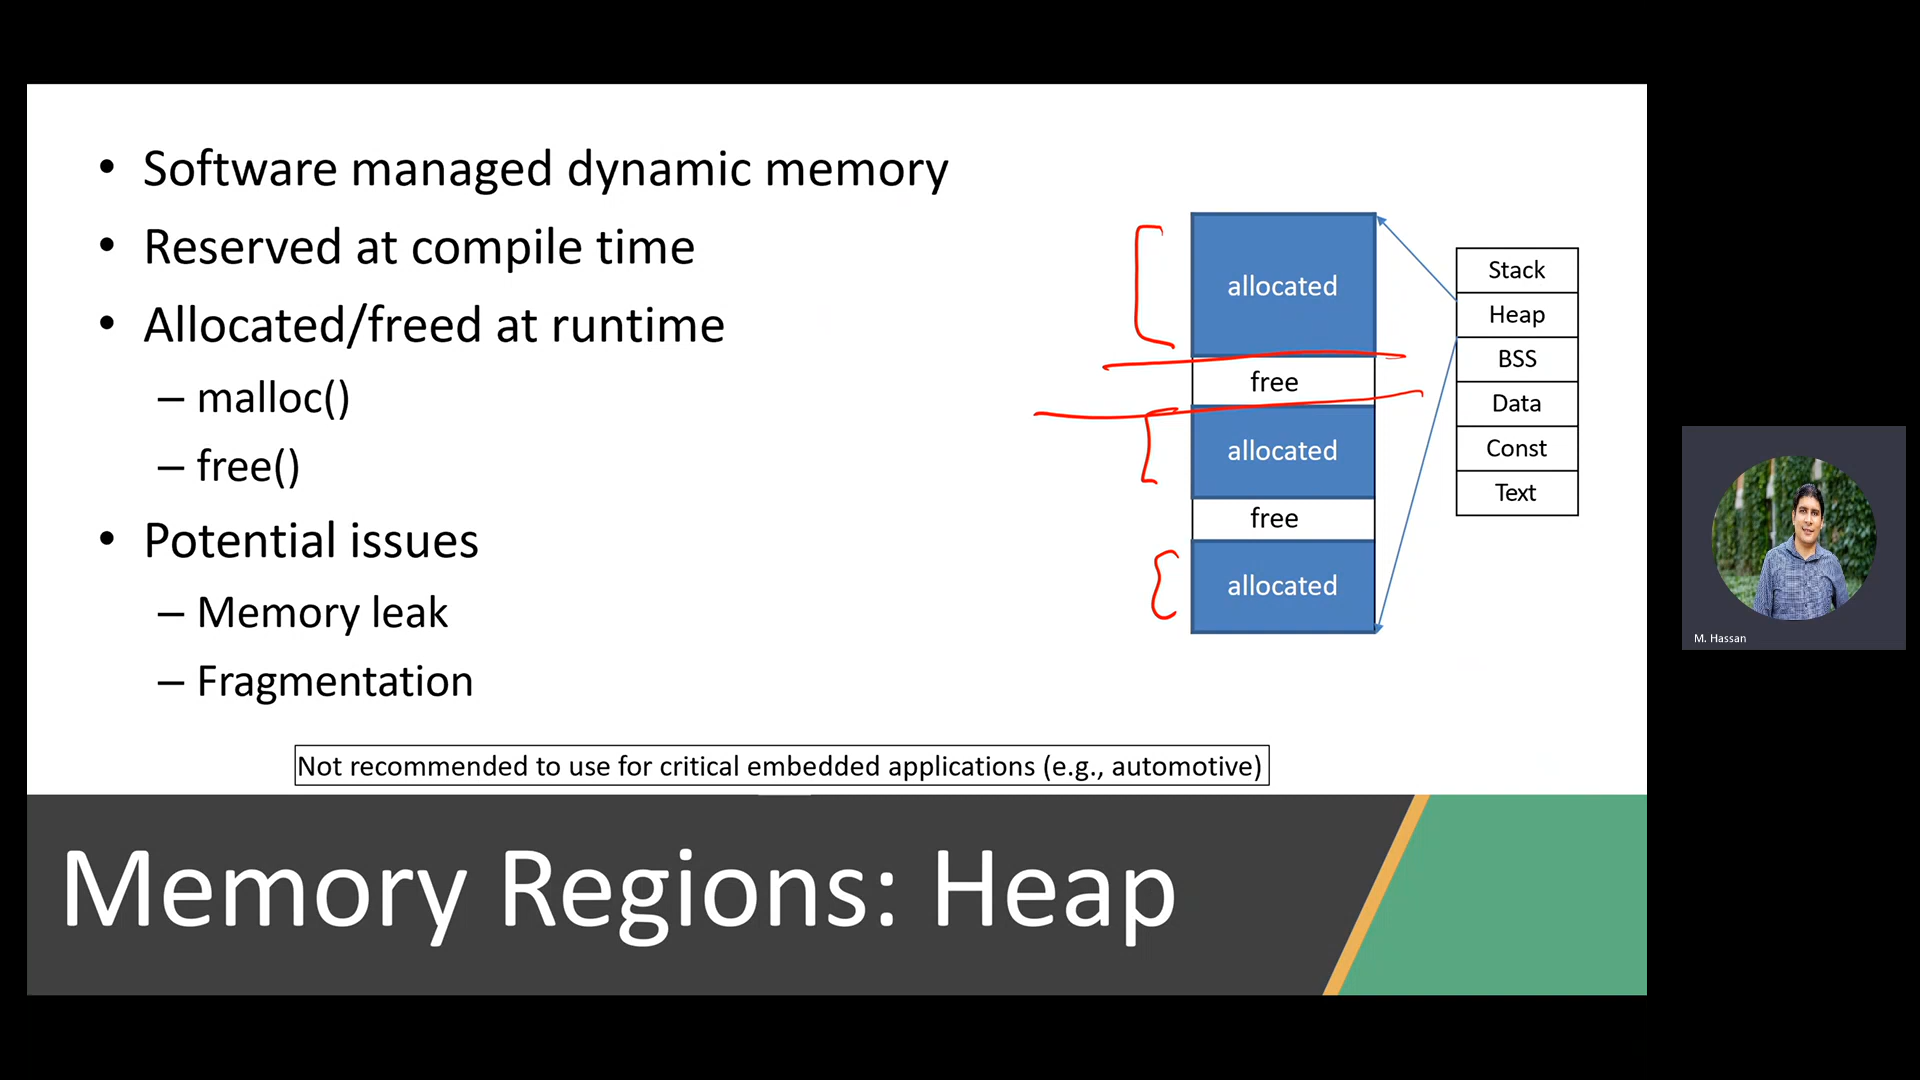 • Software managed dynamic memory
• Reserved at compile time
• Allocated/freed at runtime
– malloc()
– free()
• Potential issues
– Memory leak
– Fragmentation
allocated
free
allocated
free
allocated
Stack
Heap
BSS
Data
Const
Text
Not recommended to use for critical embedded applications (e.g., automotive)
Memory Regions: Heap
M. Hassan